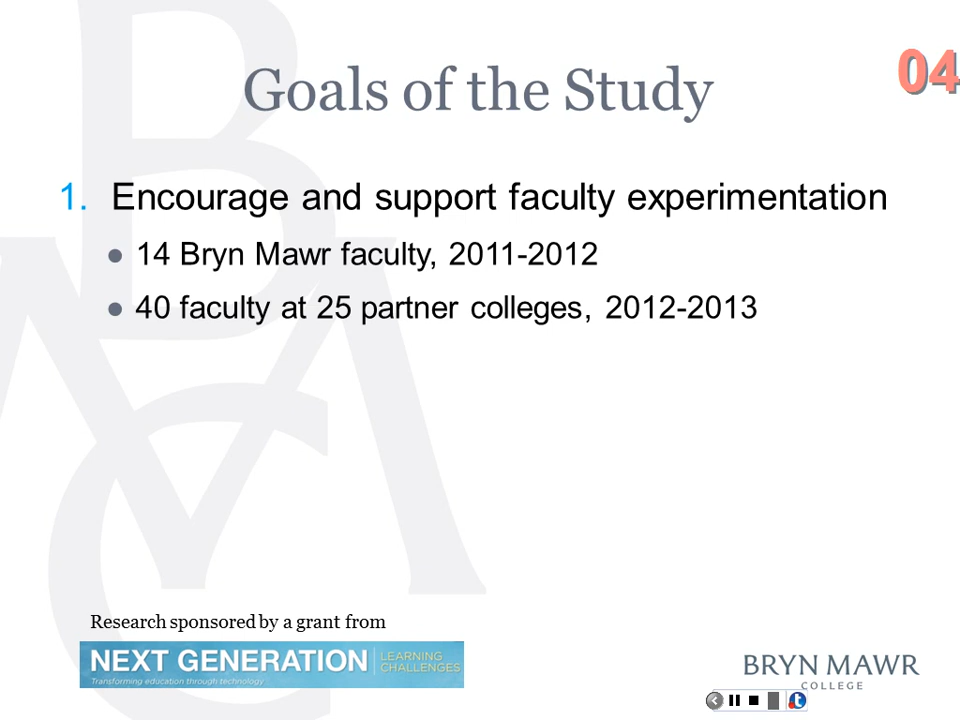 04
Goals of the Study
1. Encourage and support faculty experimentation
● 14 Bryn Mawr faculty, 2011-2012
● 40 faculty at 25 partner colleges, 2012-2013
Research sponsored by a grant from
NEXT GENERATION | LEARNING CHALLENGES
Transforming education through technology
BRYN MAWR
COLLEGE